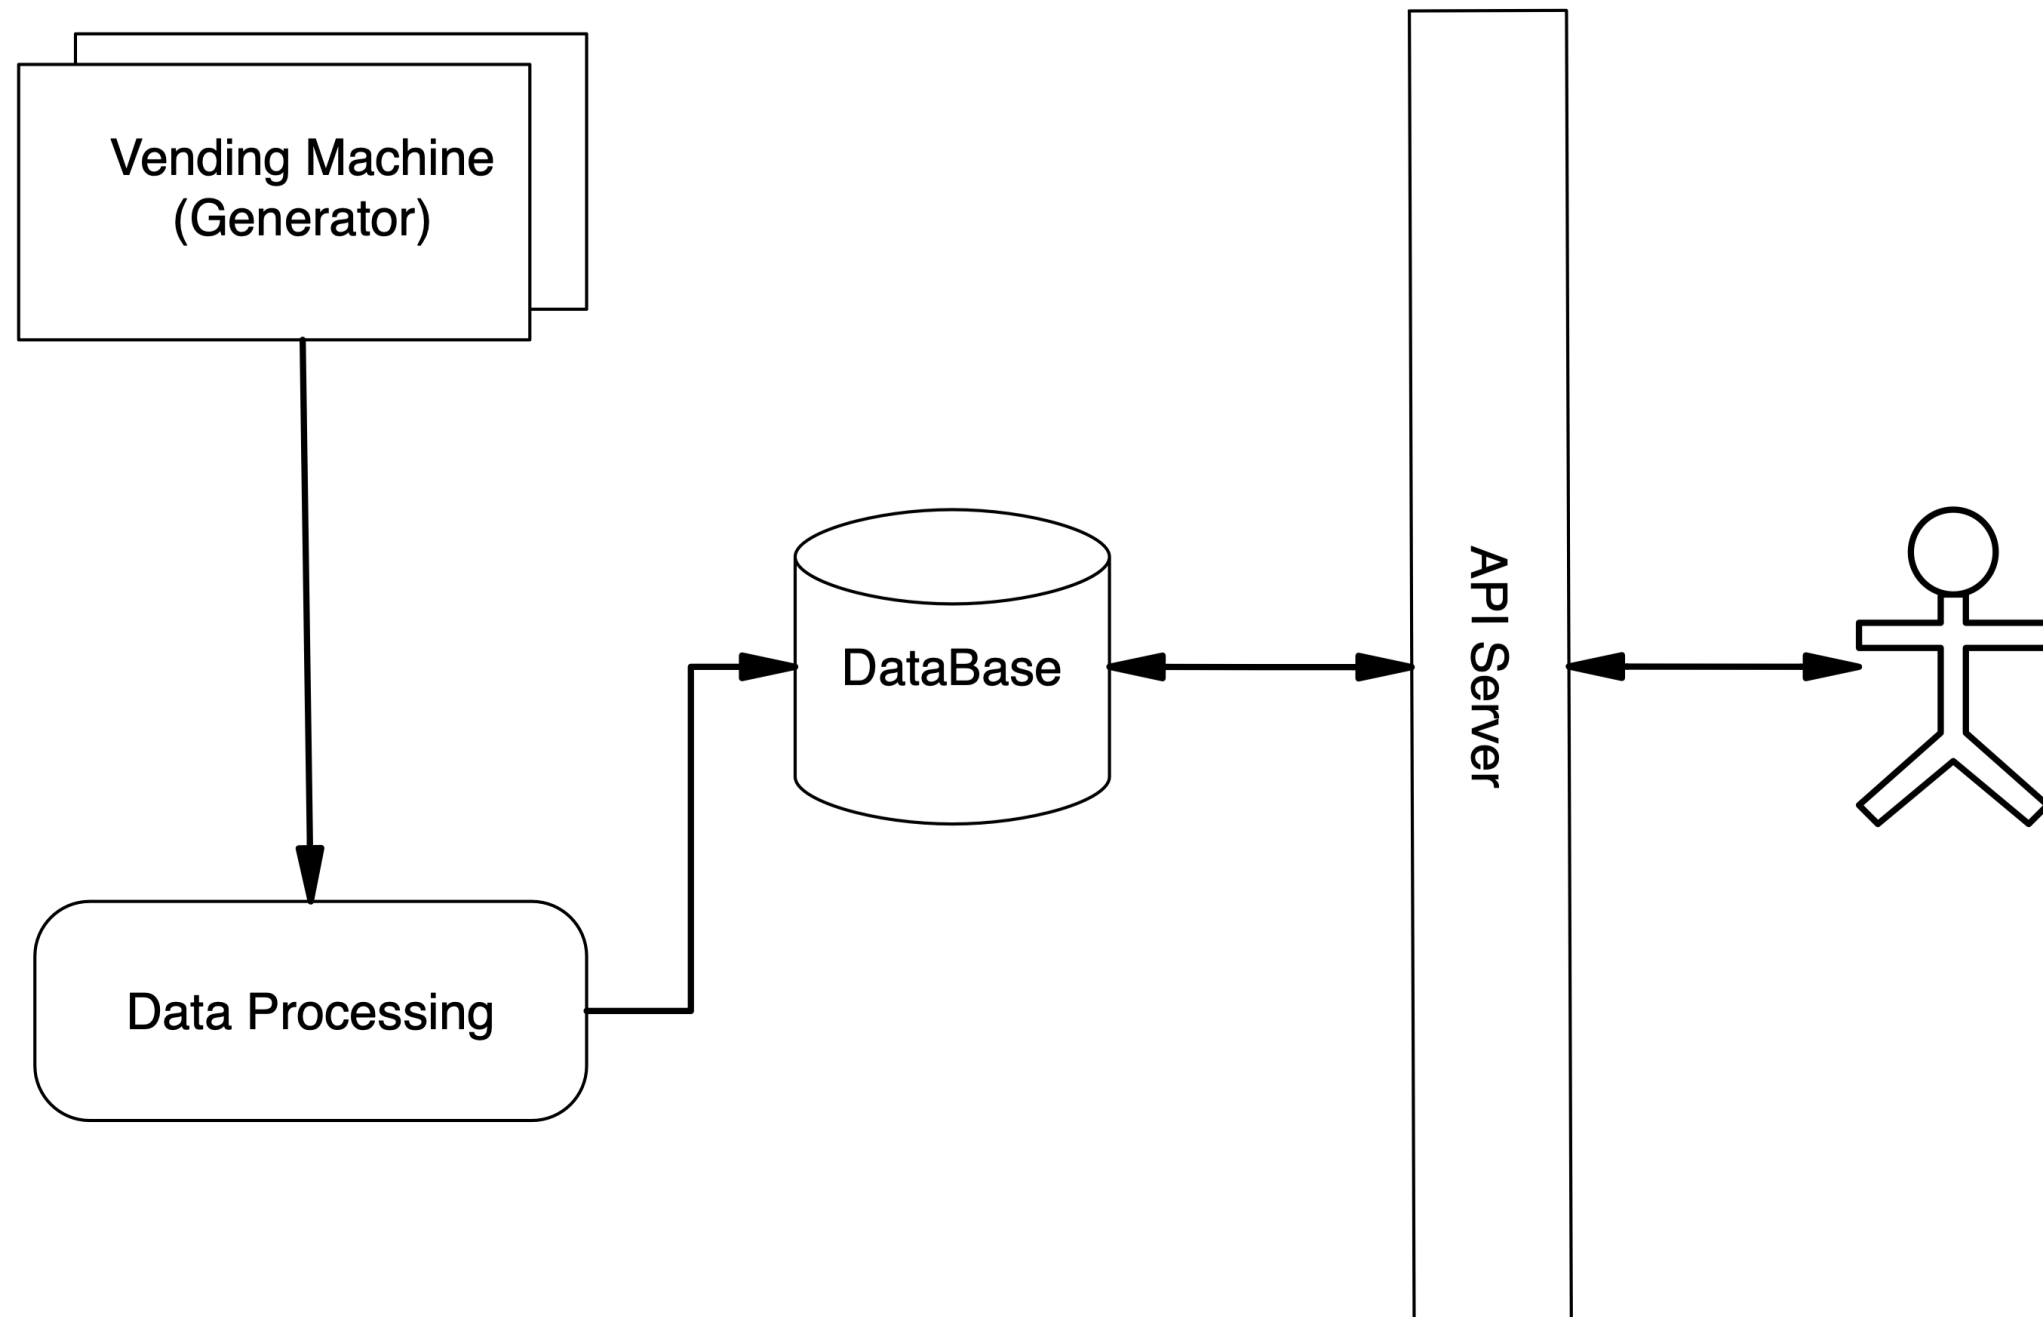 Vending Machine
(Generator)
DataBase
API Server
Data Processing